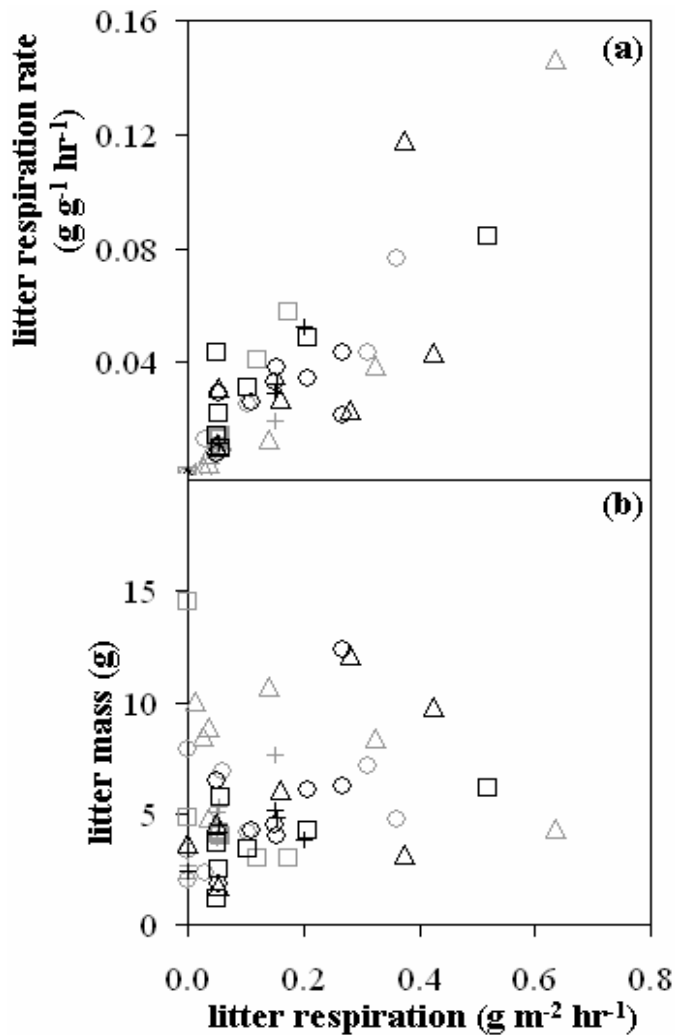 0.16
(a)
litter respiration rate
(g g-1 hr-1)
0.12
0.08
0.04
(b)
15
litter mass (g)
10
5
0
0.0 0.2 0.4 0.6 0.8
litter respiration (g m-2 hr-1)